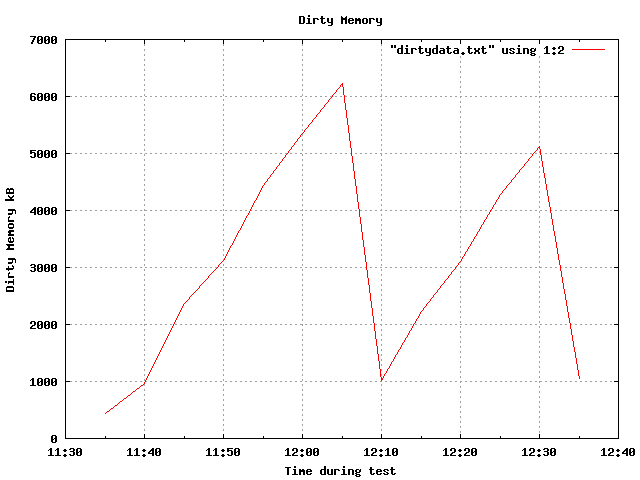 Dirty Memory
"dirtydata.txt" using 1:2
7000
6000
5000
4000
3000
2000
1000
0
Dirty Memory kB
11:30 11:40 11:50 12:00 12:10 12:20 12:30 12:40
Time during test